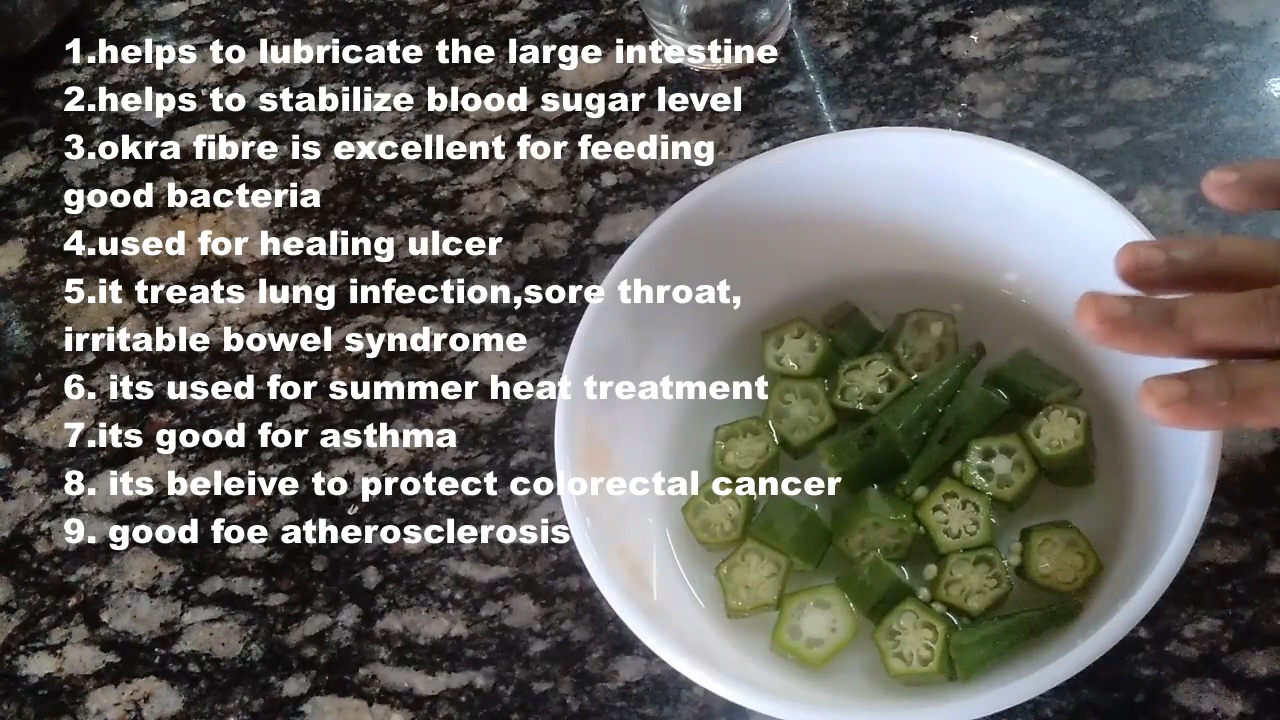 1.helps to lubricate the large intestine
2.helps to stabilize blood sugar level
3.okra fibre is excellent for feeding
good bacteria
4.used for healing ulcer
5.it treats lung infection,sore throat,
irritable bowel syndrome
6. its used for summer heat treatment
7.its good for asthma
8. its beleive to protect colorectal cancer
9. good foe atherosclerosis